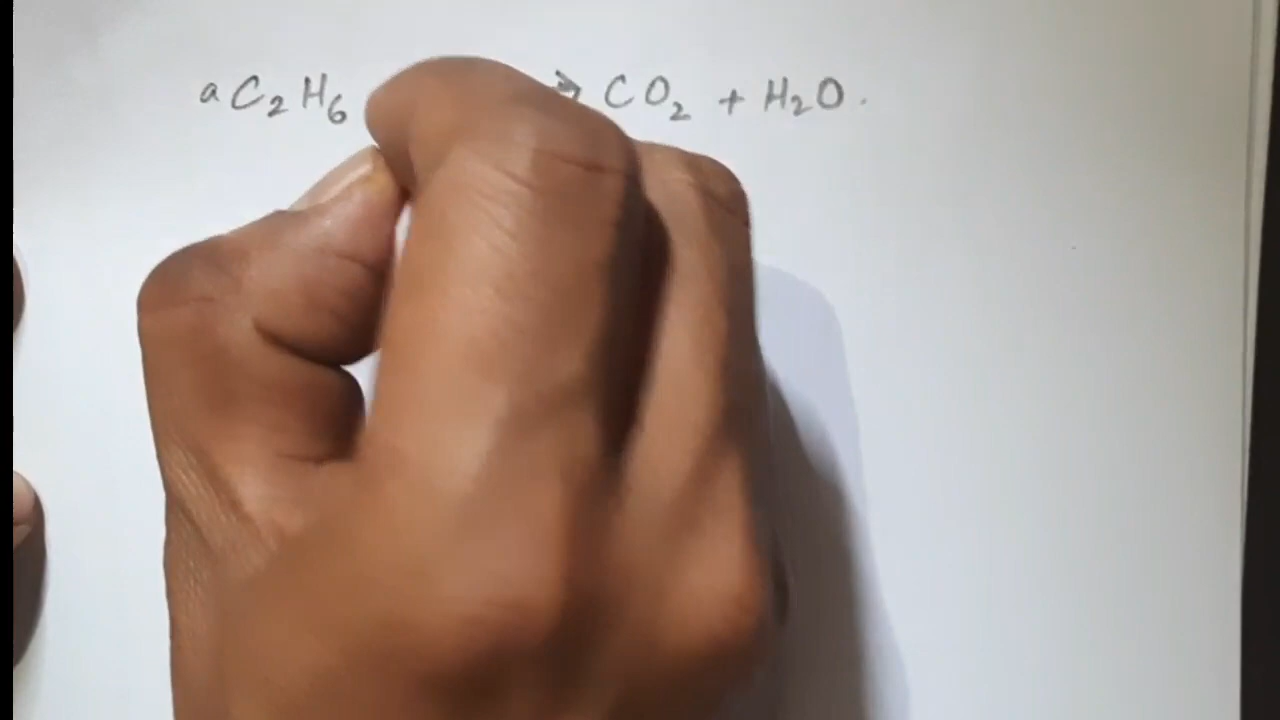 a C₂H₆ → CO₂ + H₂O.